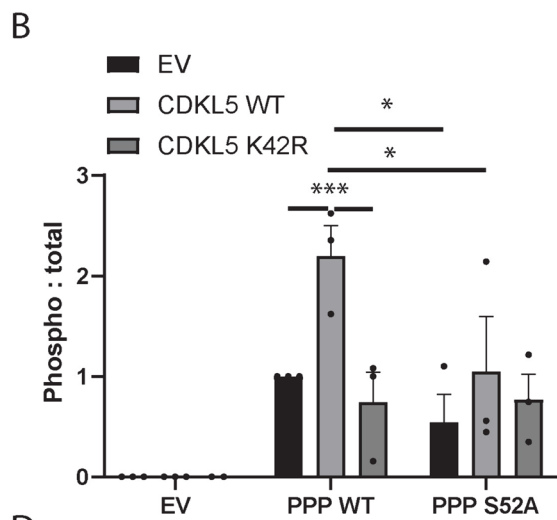 B
EV
CDKL5 WT
CDKL5 K42R
*
*
***
3
2
1
0
Phospho : total
EV
PPP WT
PPP S52A